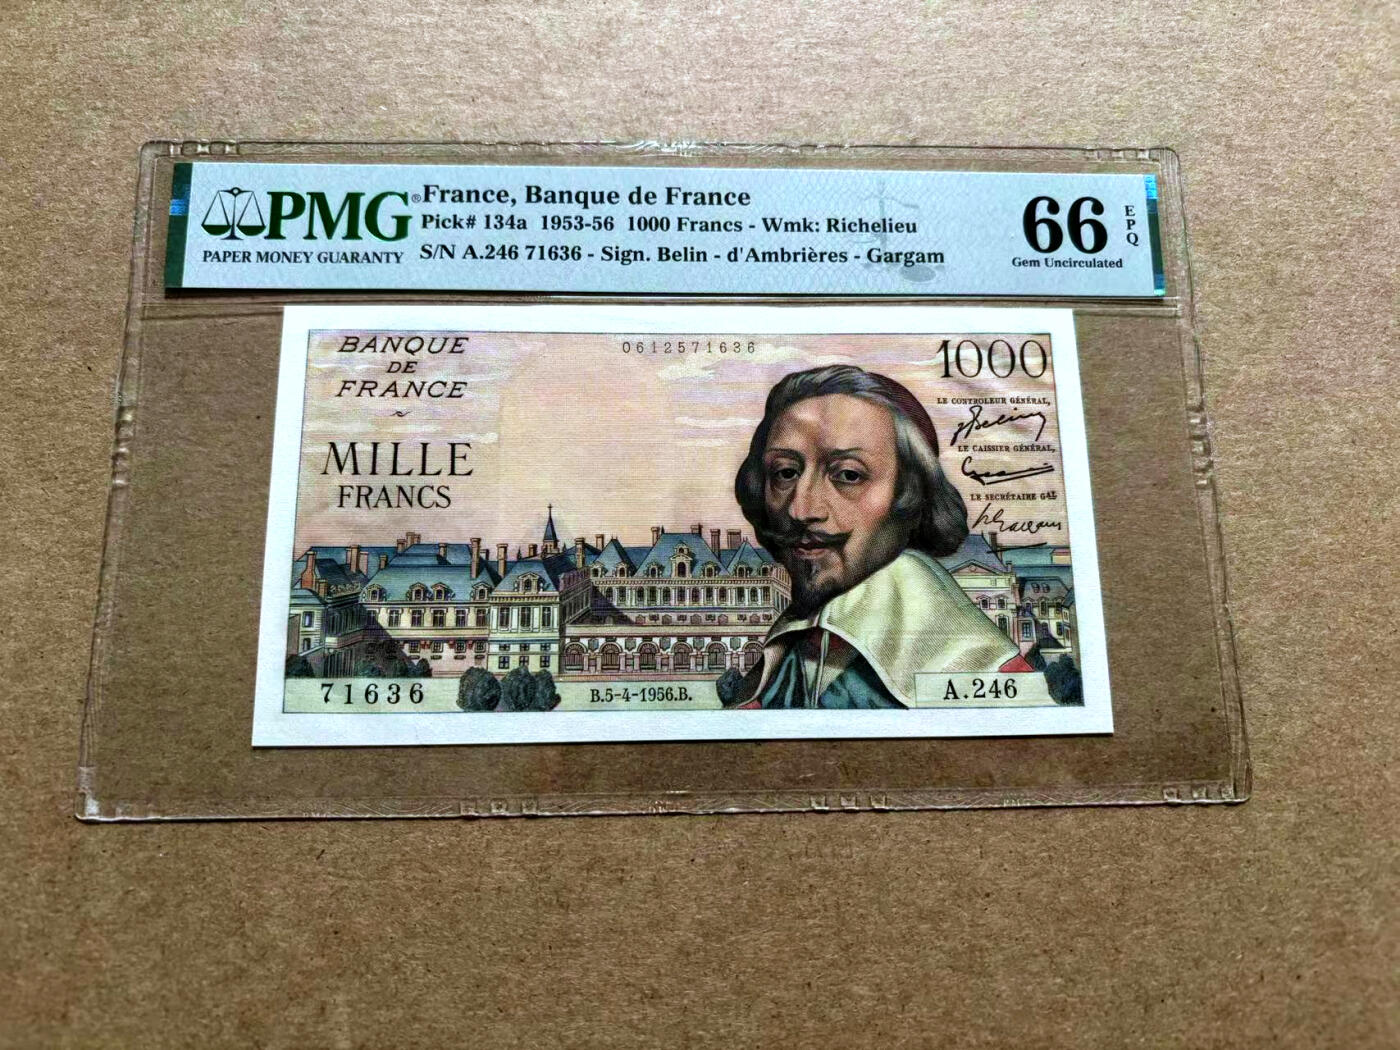 PMG®
PAPER MONEY GUARANTY
France, Banque de France
Pick# 134a 1953-56 1000 Francs - Wmk: Richelieu
S/N A.246 71636 - Sign. Belin - d'Ambrières - Gargam
66
EPQ
Gem Uncirculated
BANQUE
DE
FRANCE
~
MILLE
FRANCS
0612571636
1000
LE CONTROLEUR GÉNÉRAL,
LE CAISSIER GÉNÉRAL,
LE SECRÉTAIRE GAL
71636
B.5-4-1956.B.
A.246